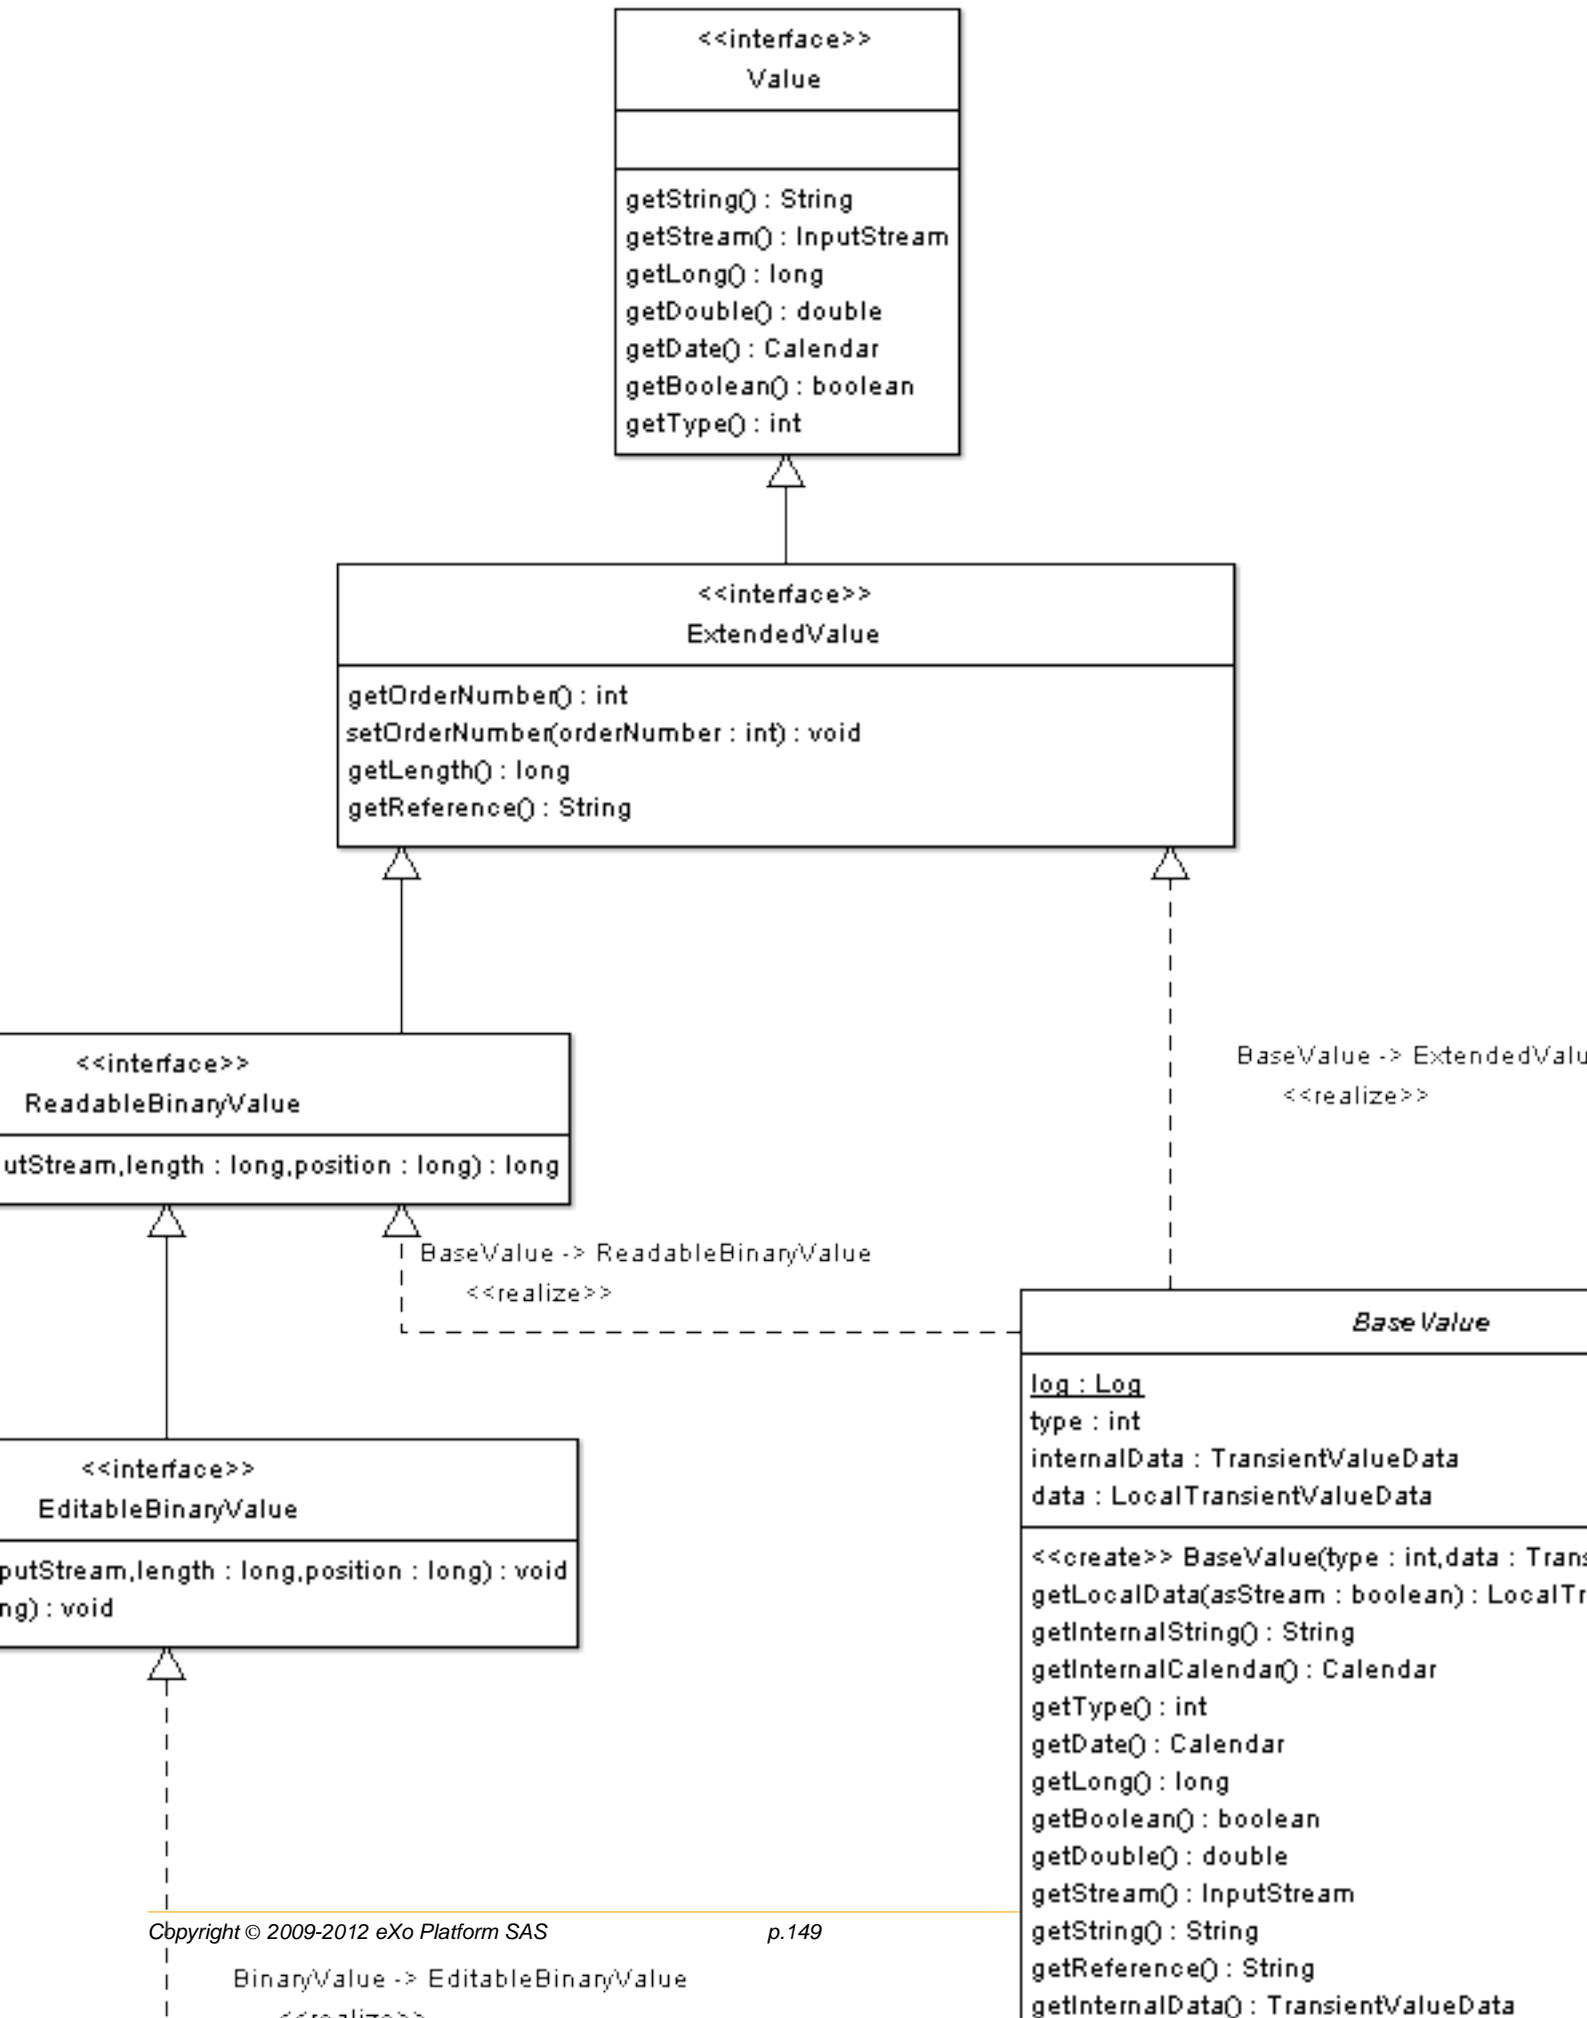 <<interface>>
Value
getString() : String
getStream() : InputStream
getLong() : long
getDouble() : double
getDate() : Calendar
getBoolean() : boolean
getType() : int
<<interface>>
ExtendedValue
getOrderNumber() : int
setOrderNumber(orderNumber : int) : void
getLength() : long
getReference() : String
<<interface>>
ReadableBinaryValue
utStream,length : long,position : long) : long
BaseValue -> ExtendedValu
<<realize>>
BaseValue -> ReadableBinaryValue
<<realize>>
<<interface>>
EditableBinaryValue
putStream,length : long,position : long) : void
ng) : void
BaseValue
log : Log
type : int
internalData : TransientValueData
data : LocalTransientValueData
<<create>> BaseValue(type : int,data : Trans
getLocalData(asStream : boolean) : LocalTr
getInternalString() : String
getInternalCalendar() : Calendar
getType() : int
getDate() : Calendar
getLong() : long
getBoolean() : boolean
getDouble() : double
getStream() : InputStream
getString() : String
getReference() : String
getInternalData() : TransientValueData
Copyright © 2009-2012 eXo Platform SAS p.149
BinaryValue -> EditableBinaryValue
<<realize>>